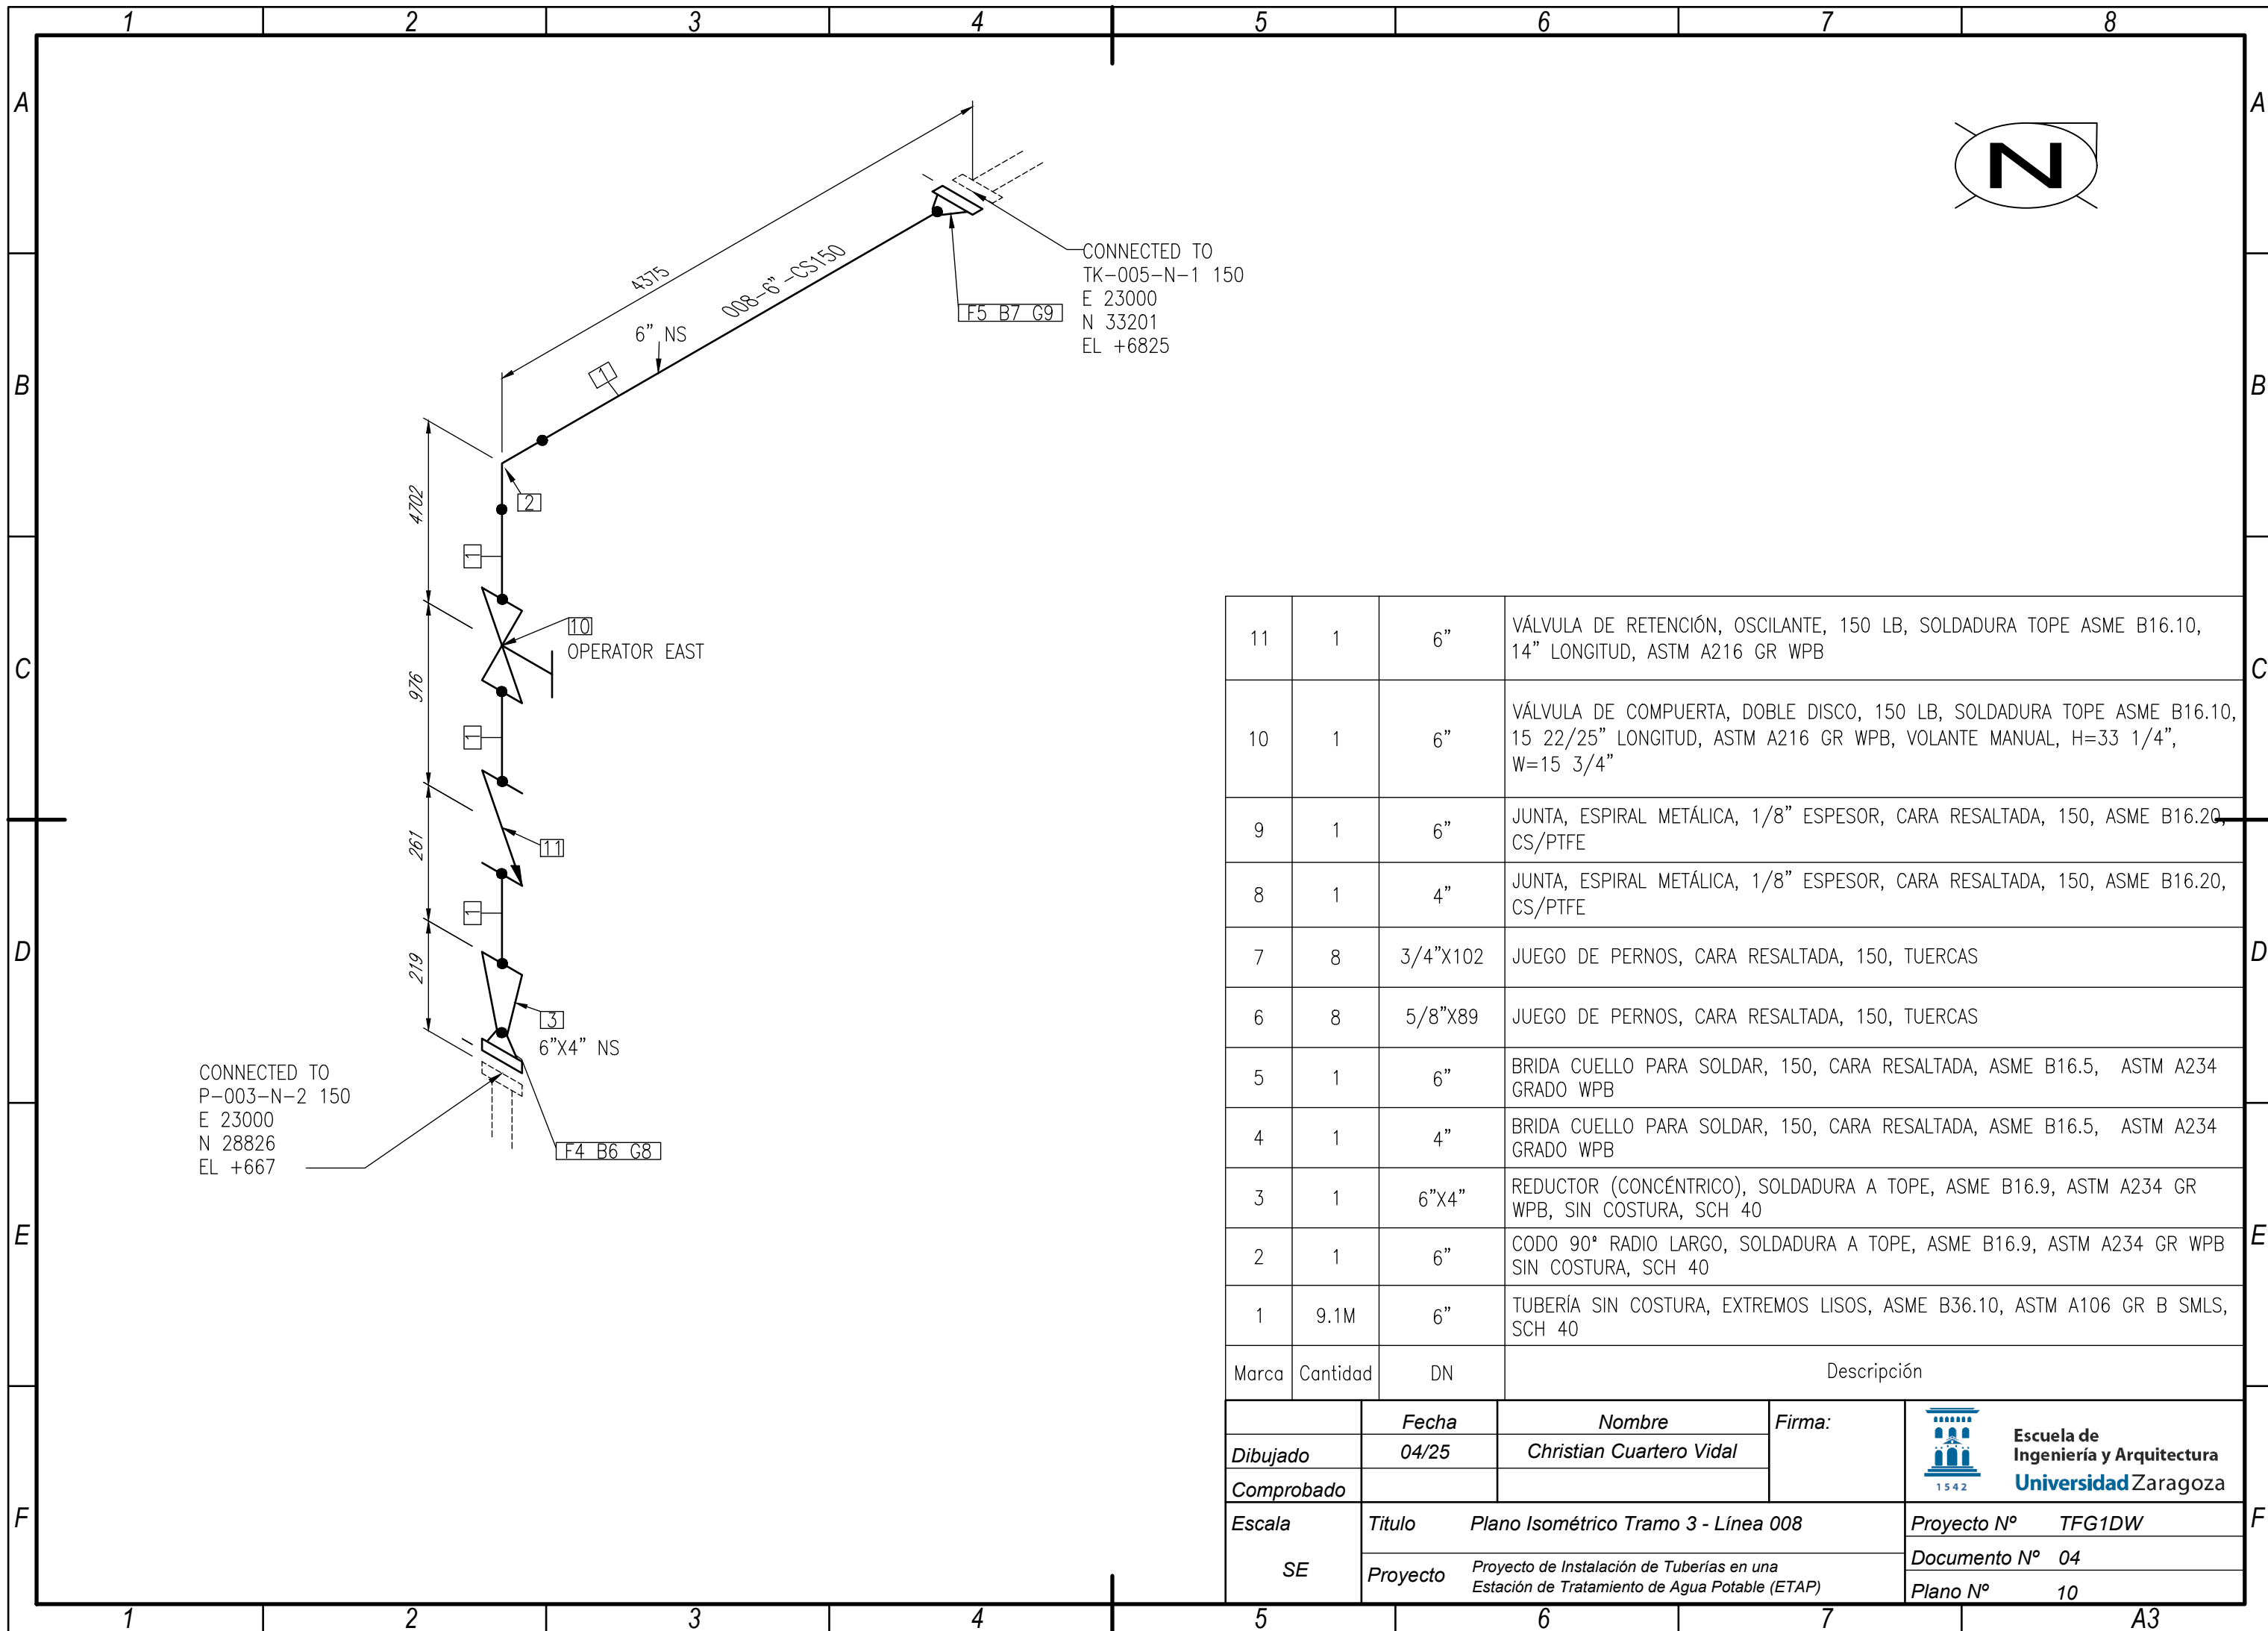 1 2 3 4 5 6 7 8
A A
B B
C C
D D
E E
F F
N
4375
008-6" -CS150
6" NS
1
CONNECTED TO
TK-005-N-1 150
E 23000
N 33201
EL +6825
F5 B7 G9
4702
2
1
10
OPERATOR EAST
976
1
261
11
1
219
3
6"X4" NS
CONNECTED TO
P-003-N-2 150
E 23000
N 28826
EL +667
F4 B6 G8
11 1 6" VÁLVULA DE RETENCIÓN, OSCILANTE, 150 LB, SOLDADURA TOPE ASME B16.10,
14" LONGITUD, ASTM A216 GR WPB
10 1 6" VÁLVULA DE COMPUERTA, DOBLE DISCO, 150 LB, SOLDADURA TOPE ASME B16.10,
15 22/25" LONGITUD, ASTM A216 GR WPB, VOLANTE MANUAL, H=33 1/4",
W=15 3/4"
9 1 6" JUNTA, ESPIRAL METÁLICA, 1/8" ESPESOR, CARA RESALTADA, 150, ASME B16.20,
CS/PTFE
8 1 4" JUNTA, ESPIRAL METÁLICA, 1/8" ESPESOR, CARA RESALTADA, 150, ASME B16.20,
CS/PTFE
7 8 3/4"X102 JUEGO DE PERNOS, CARA RESALTADA, 150, TUERCAS
6 8 5/8"X89 JUEGO DE PERNOS, CARA RESALTADA, 150, TUERCAS
5 1 6" BRIDA CUELLO PARA SOLDAR, 150, CARA RESALTADA, ASME B16.5, ASTM A234
GRADO WPB
4 1 4" BRIDA CUELLO PARA SOLDAR, 150, CARA RESALTADA, ASME B16.5, ASTM A234
GRADO WPB
3 1 6"X4" REDUCTOR (CONCÉNTRICO), SOLDADURA A TOPE, ASME B16.9, ASTM A234 GR
WPB, SIN COSTURA, SCH 40
2 1 6" CODO 90° RADIO LARGO, SOLDADURA A TOPE, ASME B16.9, ASTM A234 GR WPB
SIN COSTURA, SCH 40
1 9.1M 6" TUBERÍA SIN COSTURA, EXTREMOS LISOS, ASME B36.10, ASTM A106 GR B SMLS,
SCH 40
Marca Cantidad DN Descripción
Fecha Nombre Firma:
Dibujado 04/25 Christian Cuartero Vidal
Comprobado
1542
Escuela de
Ingeniería y Arquitectura
Universidad Zaragoza
Escala
SE
Titulo Plano Isométrico Tramo 3 - Línea 008
Proyecto Proyecto de Instalación de Tuberías en una
Estación de Tratamiento de Agua Potable (ETAP)
Proyecto Nº TFG1DW
Documento Nº 04
Plano Nº 10
1 2 3 4 5 6 7 A3